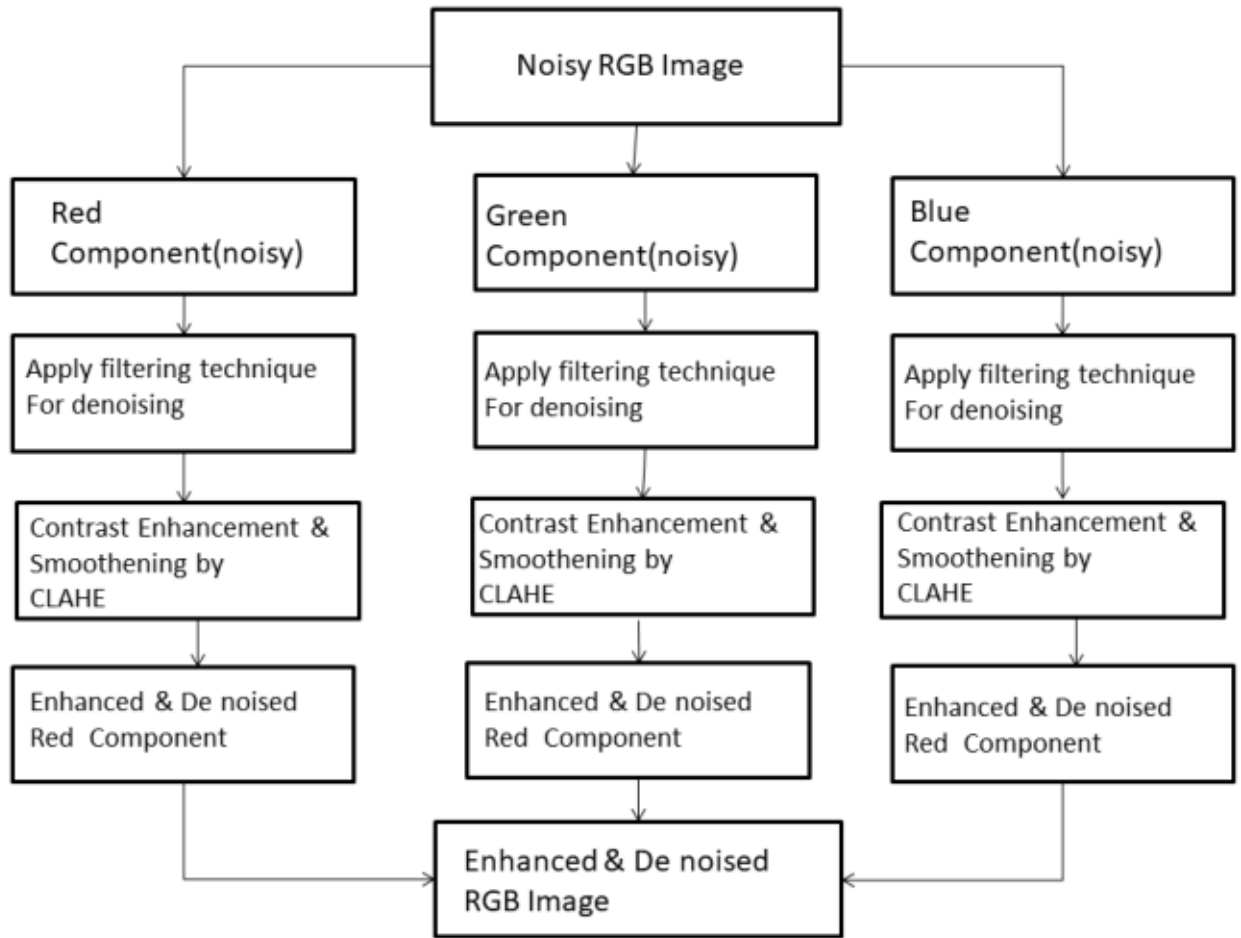 Noisy RGB Image
Red
Component(noisy)
Green
Component(noisy)
Blue
Component(noisy)
Apply filtering technique
For denoising
Apply filtering technique
For denoising
Apply filtering technique
For denoising
Contrast Enhancement &
Smoothening by
CLAHE
Contrast Enhancement &
Smoothening by
CLAHE
Contrast Enhancement &
Smoothening by
CLAHE
Enhanced & De noised
Red Component
Enhanced & De noised
Red Component
Enhanced & De noised
Red Component
Enhanced & De noised
RGB Image